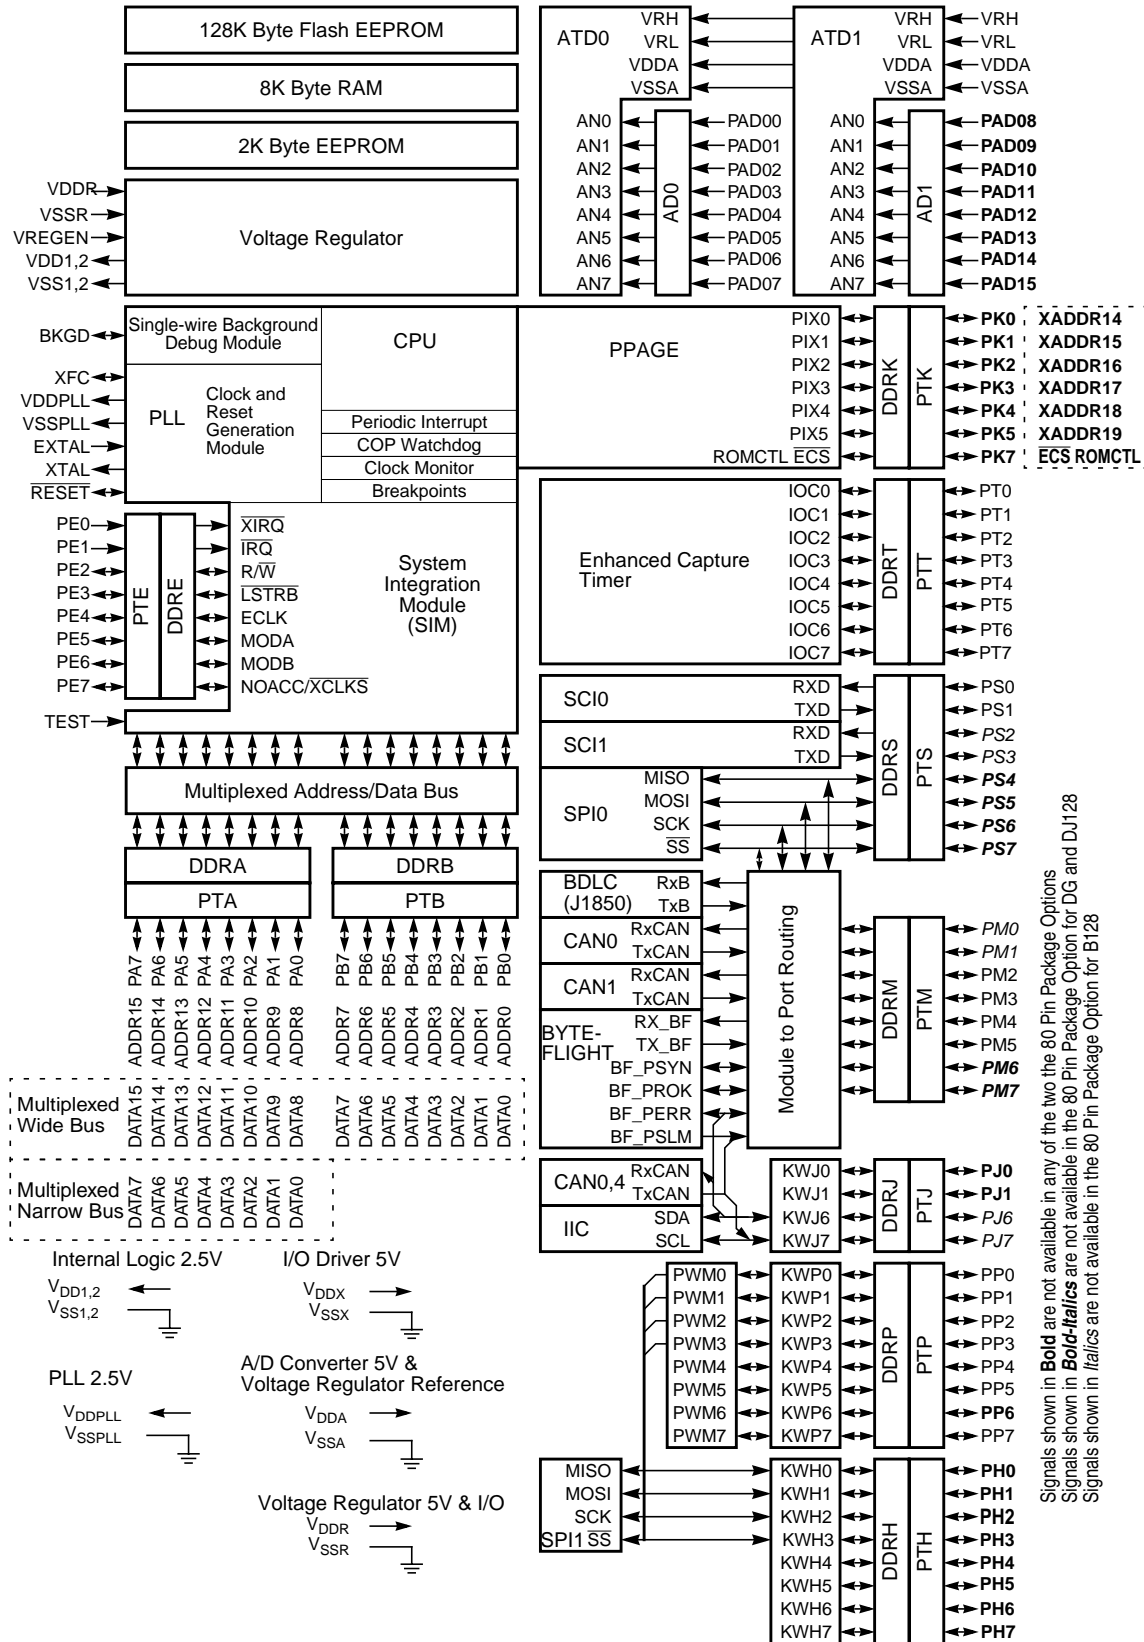 128K Byte Flash EEPROM
8K Byte RAM
2K Byte EEPROM
VDDR
VSSR
VREGEN
VDD1,2
VSS1,2
Voltage Regulator
ATD0
VRH
VRL
VDDA
VSSA
AN0
AN1
AN2
AN3
AN4
AN5
AN6
AN7
AD0
PAD00
PAD01
PAD02
PAD03
PAD04
PAD05
PAD06
PAD07
ATD1
VRH
VRL
VDDA
VSSA
VRH
VRL
VDDA
VSSA
AN0
AN1
AN2
AN3
AN4
AN5
AN6
AN7
AD1
PAD08
PAD09
PAD10
PAD11
PAD12
PAD13
PAD14
PAD15
BKGD
XFC
VDDPLL
VSSPLL
EXTAL
XTAL
RESET
Single-wire Background
Debug Module
CPU
PLL
Clock and
Reset
Generation
Module
Periodic Interrupt
COP Watchdog
Clock Monitor
Breakpoints
PPAGE
PIX0
PIX1
PIX2
PIX3
PIX4
PIX5
ROMCTL ECS
DDRK
PTK
PK0 XADDR14
PK1 XADDR15
PK2 XADDR16
PK3 XADDR17
PK4 XADDR18
PK5 XADDR19
PK7 ECS ROMCTL
PE0
PE1
PE2
PE3
PE4
PE5
PE6
PE7
TEST
PTE
DDRE
XIRQ
IRQ
R/W
LSTRB
ECLK
MODA
MODB
NOACC/XCLKS
System
Integration
Module
(SIM)
Enhanced Capture
Timer
IOC0
IOC1
IOC2
IOC3
IOC4
IOC5
IOC6
IOC7
DDRT
PTT
PT0
PT1
PT2
PT3
PT4
PT5
PT6
PT7
SCI0
RXD
TXD
SCI1
RXD
TXD
SPI0
MISO
MOSI
SCK
SS
DDRS
PTS
PS0
PS1
PS2
PS3
PS4
PS5
PS6
PS7
Multiplexed Address/Data Bus
DDRA
PTA
DDRB
PTB
PA7
PA6
PA5
PA4
PA3
PA2
PA1
PA0
PB7
PB6
PB5
PB4
PB3
PB2
PB1
PB0
ADDR15
ADDR14
ADDR13
ADDR12
ADDR11
ADDR10
ADDR9
ADDR8
ADDR7
ADDR6
ADDR5
ADDR4
ADDR3
ADDR2
ADDR1
ADDR0
Multiplexed
Wide Bus
DATA15
DATA14
DATA13
DATA12
DATA11
DATA10
DATA9
DATA8
DATA7
DATA6
DATA5
DATA4
DATA3
DATA2
DATA1
DATA0
Multiplexed
Narrow Bus
DATA7
DATA6
DATA5
DATA4
DATA3
DATA2
DATA1
DATA0
BDLC
(J1850)
RxB
TxB
CAN0
RxCAN
TxCAN
CAN1
RxCAN
TxCAN
BYTE-
FLIGHT
RX_BF
TX_BF
BF_PSYN
BF_PROK
BF_PERR
BF_PSLM
Module to Port Routing
DDRM
PTM
PM0
PM1
PM2
PM3
PM4
PM5
PM6
PM7
CAN0,4
RxCAN
TxCAN
IIC
SDA
SCL
KWJ0
KWJ1
KWJ6
KWJ7
DDRJ
PTJ
PJ0
PJ1
PJ6
PJ7
PWM0
PWM1
PWM2
PWM3
PWM4
PWM5
PWM6
PWM7
KWP0
KWP1
KWP2
KWP3
KWP4
KWP5
KWP6
KWP7
DDRP
PTP
PP0
PP1
PP2
PP3
PP4
PP5
PP6
PP7
MISO
MOSI
SCK
SPI1 SS
KWH0
KWH1
KWH2
KWH3
KWH4
KWH5
KWH6
KWH7
DDRH
PTH
PH0
PH1
PH2
PH3
PH4
PH5
PH6
PH7
Internal Logic 2.5V
VDD1,2
VSS1,2
I/O Driver 5V
VDDX
VSSX
PLL 2.5V
VDDPLL
VSSPLL
A/D Converter 5V &
Voltage Regulator Reference
VDDA
VSSA
Voltage Regulator 5V & I/O
VDDR
VSSR
Signals shown in Bold are not available in any of the two the 80 Pin Package Options
Signals shown in Bold-Italics are not available in the 80 Pin Package Option for DG and DJ128
Signals shown in Italics are not available in the 80 Pin Package Option for B128